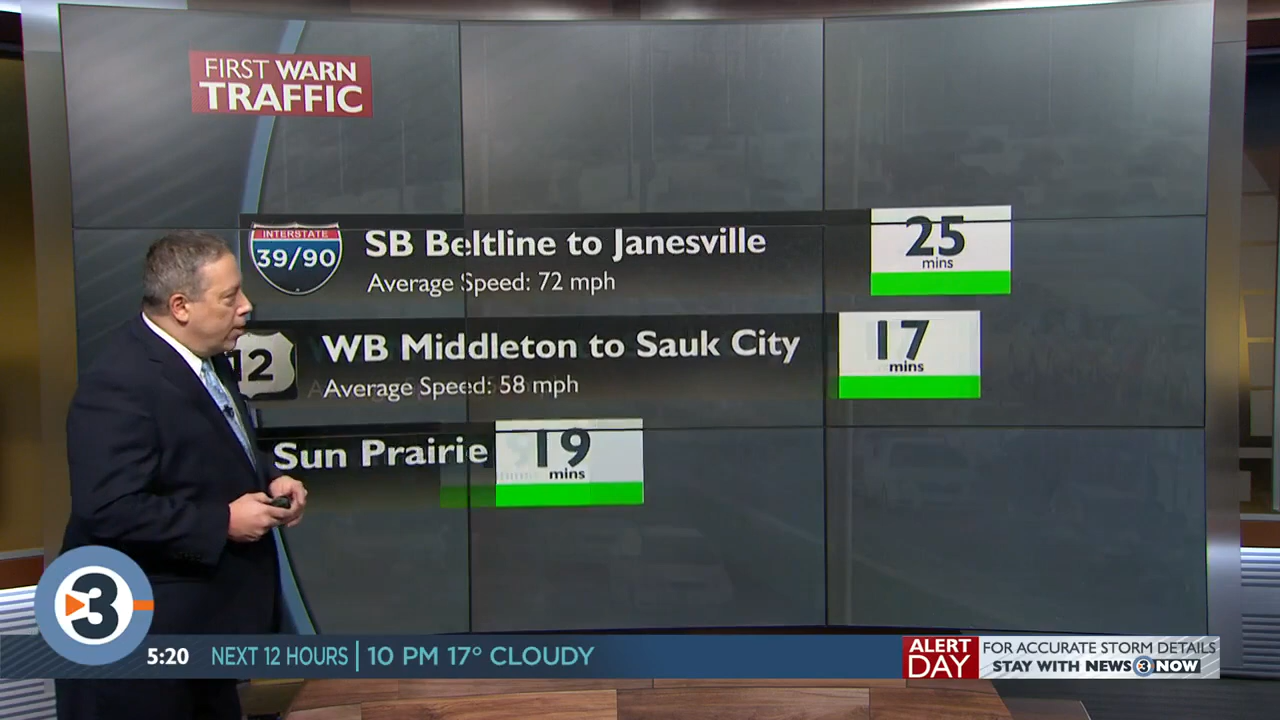 FIRST WARN
TRAFFIC
INTERSTATE
39/90
SB Beltline to Janesville
Average Speed: 72 mph
25
mins
12
WB Middleton to Sauk City
Average Speed: 58 mph
17
mins
Sun Prairie
19
mins
3
5:20
NEXT 12 HOURS
10 PM 17° CLOUDY
ALERT
DAY
FOR ACCURATE STORM DETAILS
STAY WITH NEWS 3 NOW